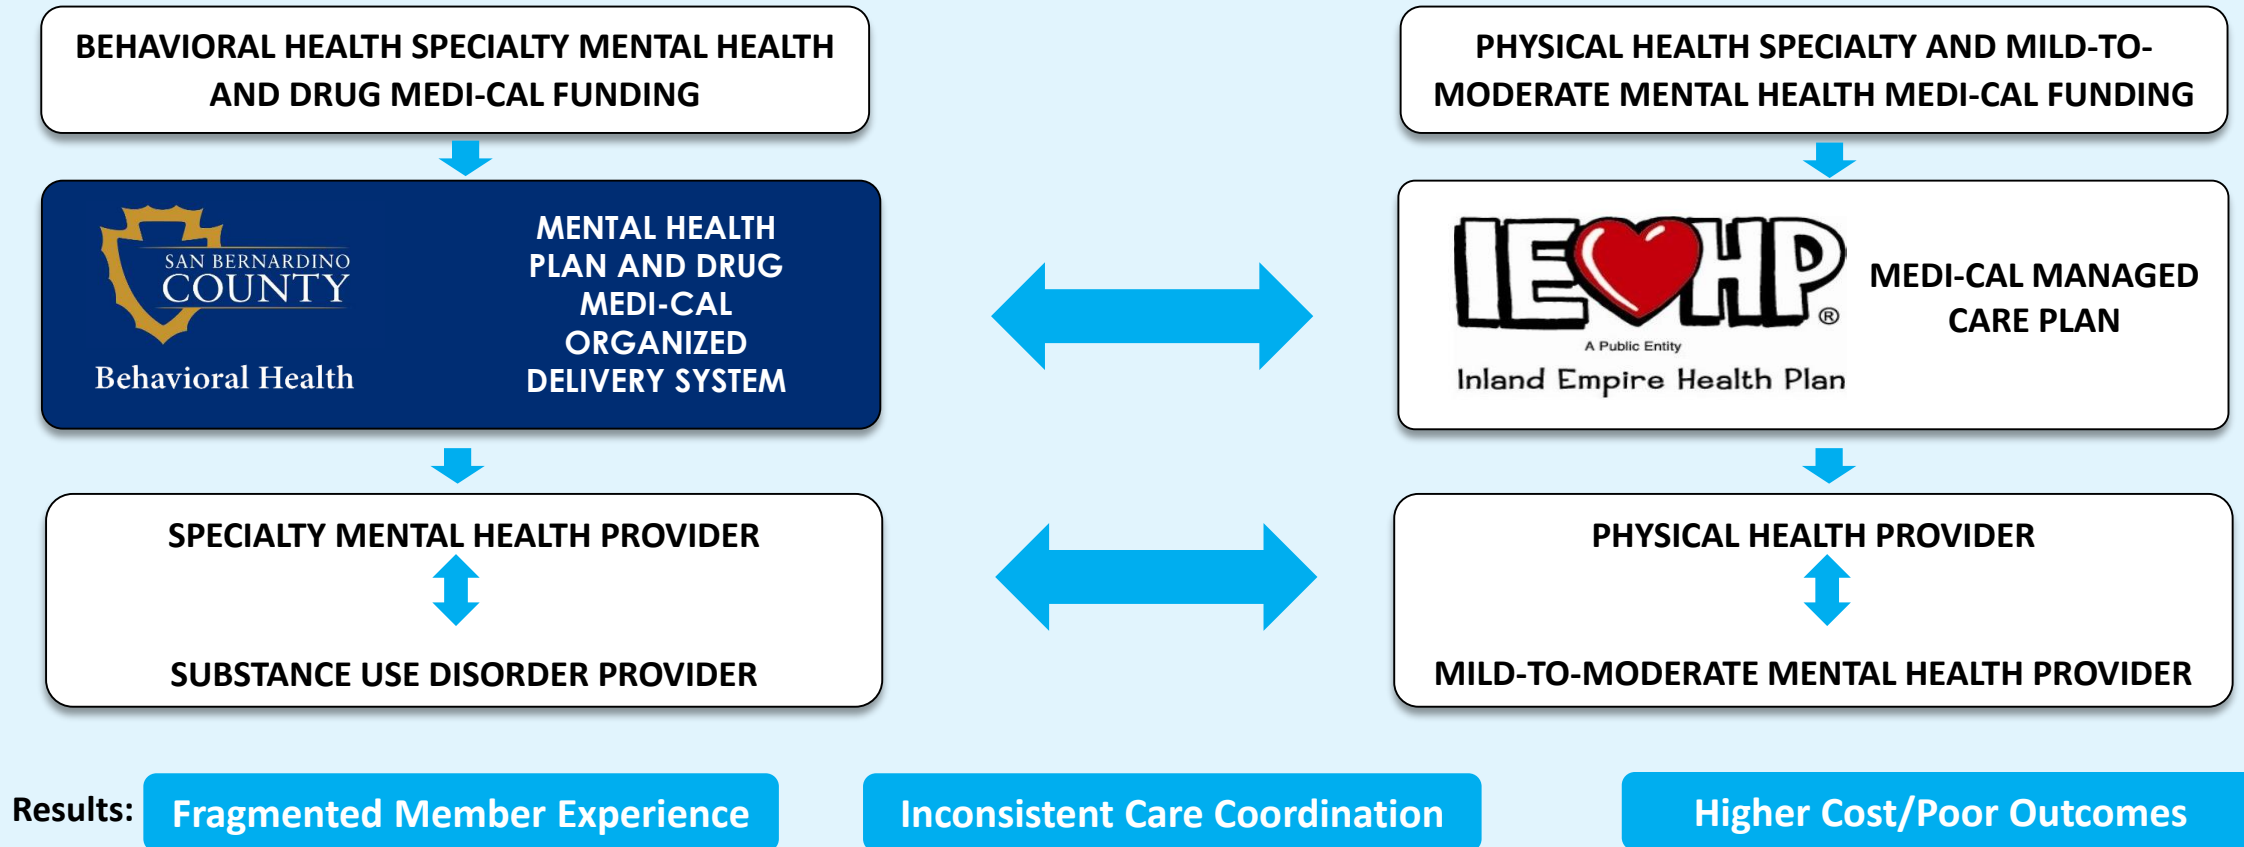 BEHAVIORAL HEALTH SPECIALTY MENTAL HEALTH
AND DRUG MEDI-CAL FUNDING
PHYSICAL HEALTH SPECIALTY AND MILD-TO-
MODERATE MENTAL HEALTH MEDI-CAL FUNDING
SAN BERNARDINO
COUNTY
Behavioral Health
MENTAL HEALTH
PLAN AND DRUG
MEDI-CAL
ORGANIZED
DELIVERY SYSTEM
IEHP®
A Public Entity
Inland Empire Health Plan
MEDI-CAL MANAGED
CARE PLAN
SPECIALTY MENTAL HEALTH PROVIDER
SUBSTANCE USE DISORDER PROVIDER
PHYSICAL HEALTH PROVIDER
MILD-TO-MODERATE MENTAL HEALTH PROVIDER
Results:
Fragmented Member Experience
Inconsistent Care Coordination
Higher Cost/Poor Outcomes